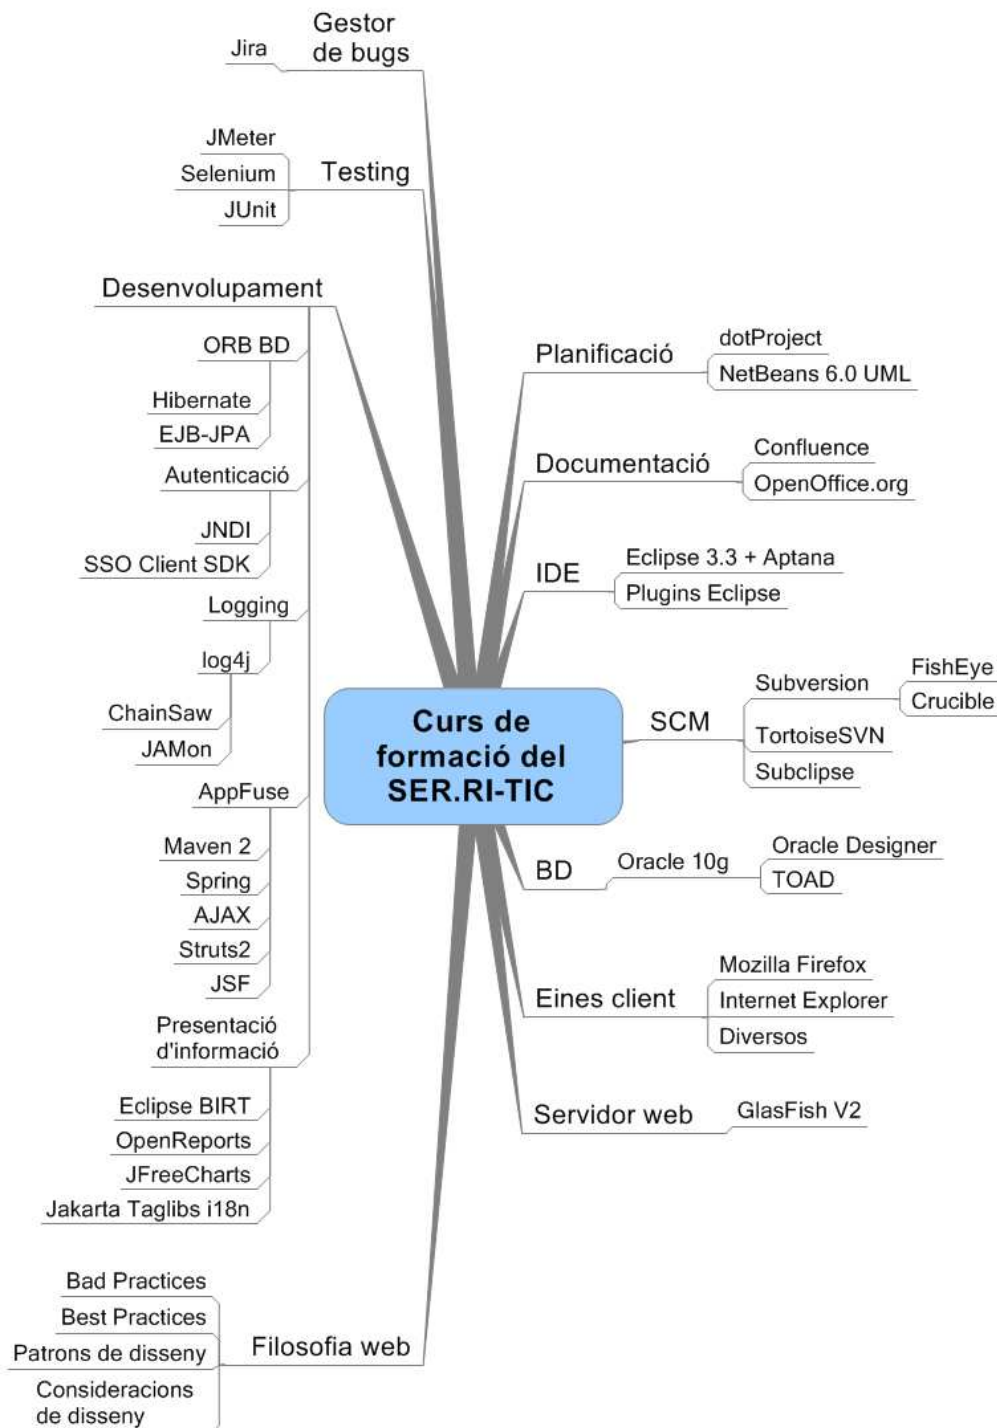 Gestor
de bugs
Jira
JMeter
Selenium
Testing
JUnit
Desenvolupament
ORB BD
Hibernate
EJB-JPA
Autenticació
JNDI
SSO Client SDK
Logging
log4j
ChainSaw
JAMon
AppFuse
Maven 2
Spring
AJAX
Struts2
JSF
Presentació
d'informació
Eclipse BIRT
OpenReports
JFreeCharts
Jakarta Taglibs i18n
Bad Practices
Best Practices
Filosofia web
Patrons de disseny
Consideracions
de disseny
Curs de
formació del
SER.RI-TIC
Planificació
dotProject
NetBeans 6.0 UML
Documentació
Confluence
OpenOffice.org
IDE
Eclipse 3.3 + Aptana
Plugins Eclipse
SCM
Subversion
FishEye
Crucible
TortoiseSVN
Subclipse
BD
Oracle 10g
Oracle Designer
TOAD
Eines client
Mozilla Firefox
Internet Explorer
Diversos
Servidor web
GlasFish V2